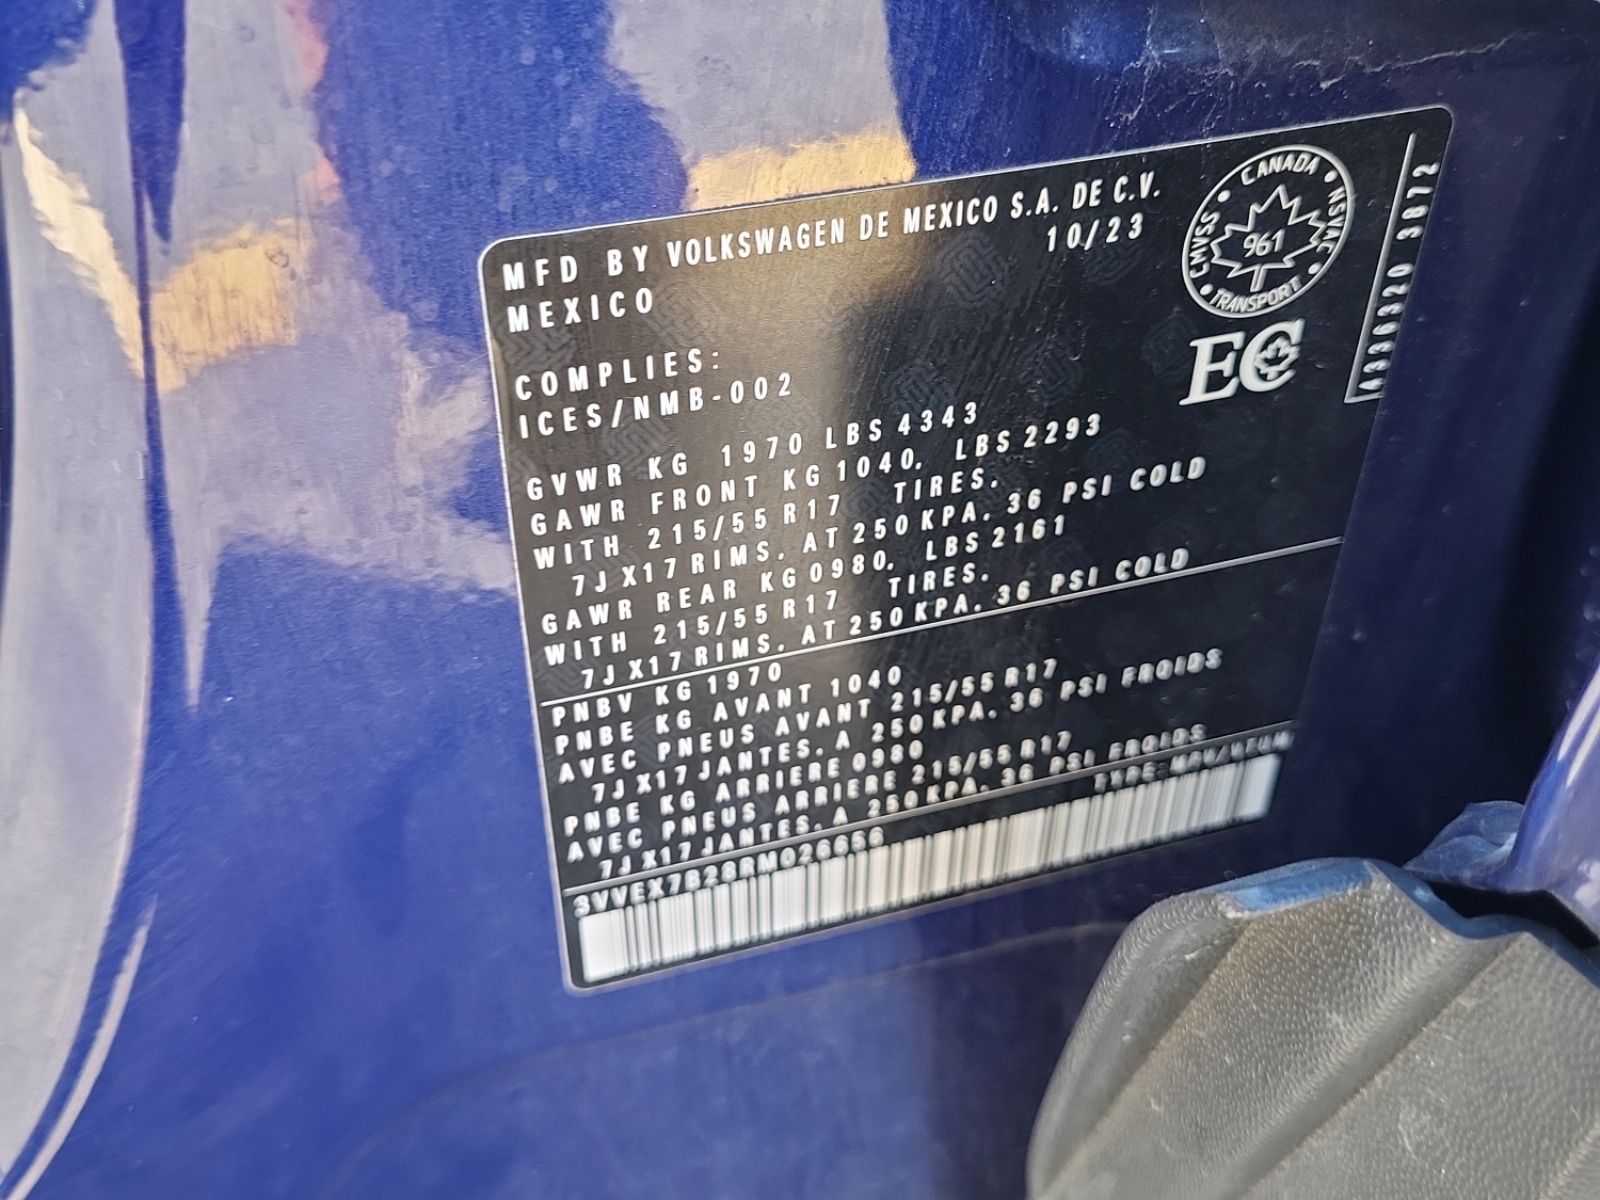 MFD BY VOLKSWAGEN DE MEXICO S.A. DE C.V.
MEXICO 10/23
CANADA
NSVAC
TRANSPORT
CMVSS
961
EC
COMPLIES:
ICES/NMB-002
GVWR KG 1970 LBS 4343
GAWR FRONT KG 1040, LBS 2293
WITH 215/55 R17 TIRES.
7J X17 RIMS. AT 250 KPA. 36 PSI COLD
GAWR REAR KG 0980, LBS 2161
WITH 215/55 R17 TIRES.
7J X17 RIMS. AT 250 KPA. 36 PSI COLD
PNBV KG 1970
PNBE KG AVANT 1040
AVEC PNEUS AVANT 215/55 R17
7J X17 JANTES. A 250 KPA. 36 PSI FROIDS
PNBE KG ARRIERE 0980
AVEC PNEUS ARRIERE 215/55 R17
7J X17 JANTES. A 250 KPA. 36 PSI FROIDS
3VVEX7B28RM026656 TYPE: MPV/VTUM